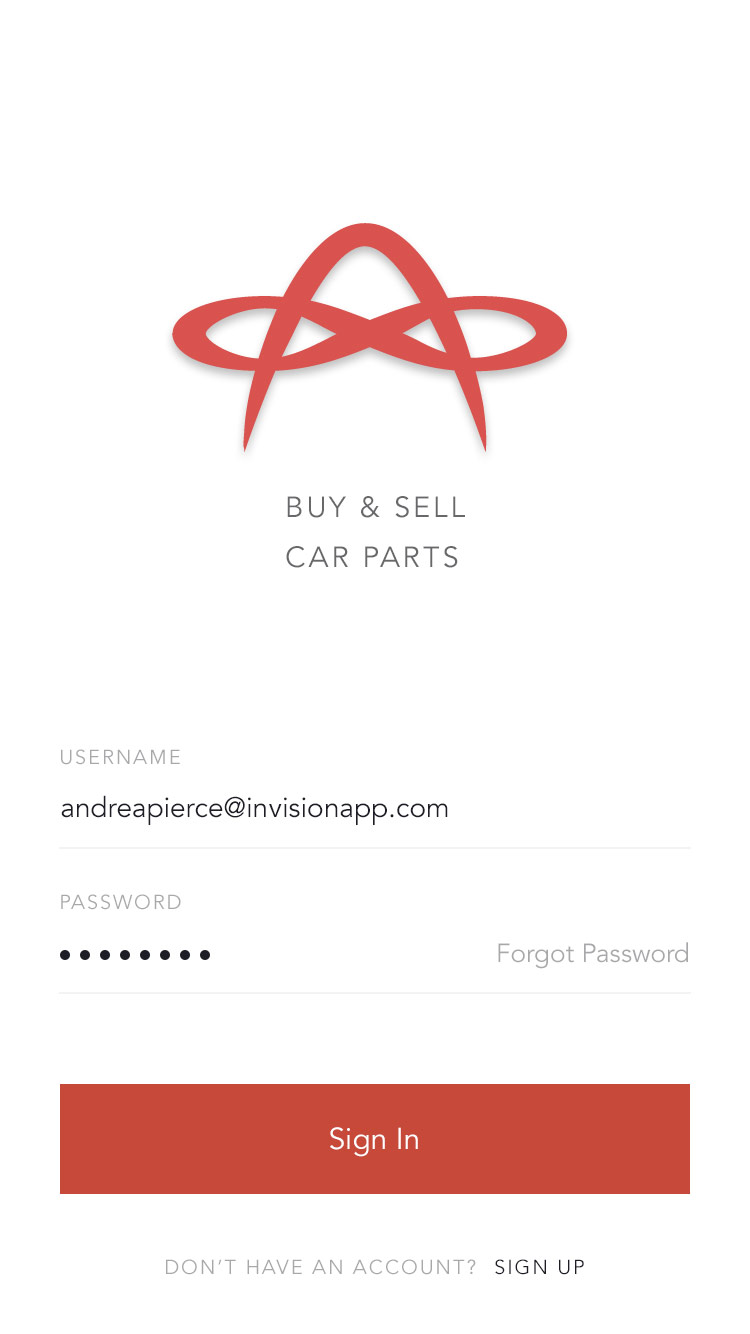 BUY & SELL
CAR PARTS
USERNAME
andreapierce@invisionapp.com
PASSWORD
Forgot Password
Sign In
DON’T HAVE AN ACCOUNT? SIGN UP